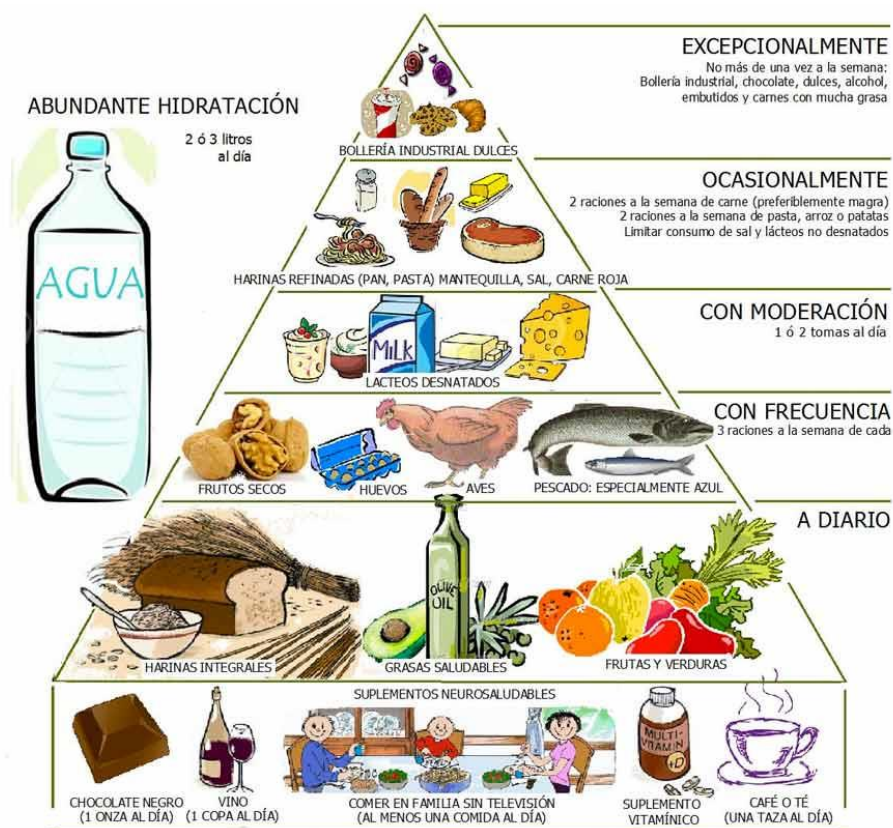 EXCEPCIONALMENTE
No más de una vez a la semana:
Bollería industrial, chocolate, dulces, alcohol,
embutidos y carnes con mucha grasa
ABUNDANTE HIDRATACIÓN
2 ó 3 litros
al día
AGUA
BOLLERÍA INDUSTRIAL DULCES
OCASIONALMENTE
2 raciones a la semana de carne (preferiblemente magra)
2 raciones a la semana de pasta, arroz o patatas
Limitar consumo de sal y lácteos no desnatados
HARINAS REFINADAS (PAN, PASTA) MANTEQUILLA, SAL, CARNE ROJA
CON MODERACIÓN
1 ó 2 tomas al día
MiLK
LACTEOS DESNATADOS
CON FRECUENCIA
3 raciones a la semana de cada
FRUTOS SECOS
HUEVOS
AVES
PESCADO: ESPECIALMENTE AZUL
A DIARIO
OLIVE
OIL
HARINAS INTEGRALES
GRASAS SALUDABLES
FRUTAS Y VERDURAS
SUPLEMENTOS NEUROSALUDABLES
MULTI-
VITAMIN
+D
CHOCOLATE NEGRO
(1 ONZA AL DÍA)
VINO
(1 COPA AL DÍA)
COMER EN FAMILIA SIN TELEVISIÓN
(AL MENOS UNA COMIDA AL DÍA)
SUPLEMENTO
VITAMÍNICO
CAFÉ O TÉ
(UNA TAZA AL DÍA)